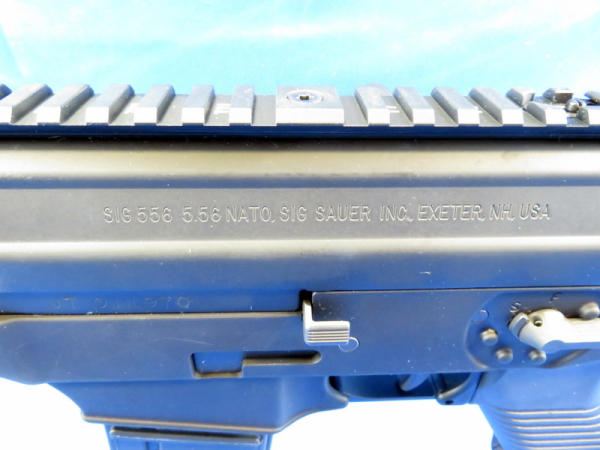 SIG 556 5.56 NATO, SIG SAUER INC., EXETER, NH, USA
S F